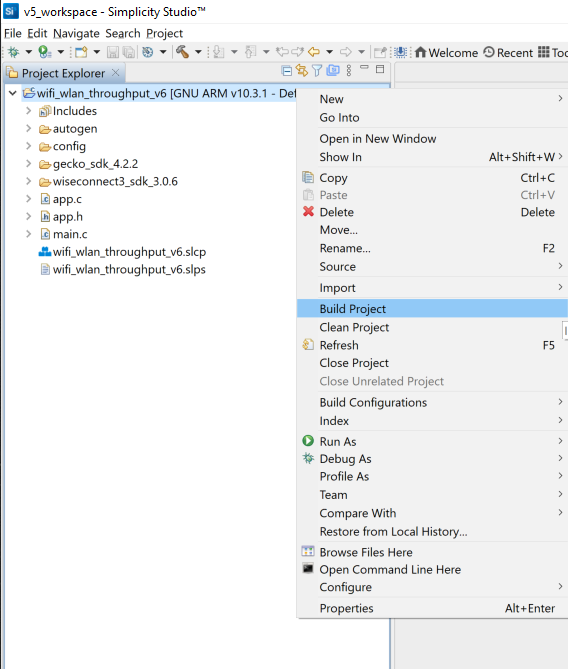 Si v5_workspace - Simplicity Studio™
File Edit Navigate Search Project
Welcome Recent
Project Explorer
wifi_wlan_throughput_v6 [GNU ARM v10.3.1 - De
Includes
autogen
config
gecko_sdk_4.2.2
wiseconnect3_sdk_3.0.6
app.c
app.h
main.c
wifi_wlan_throughput_v6.slcp
wifi_wlan_throughput_v6.slps
New
Go Into
Open in New Window
Show In Alt+Shift+W
Copy Ctrl+C
Paste Ctrl+V
Delete Delete
Move...
Rename... F2
Source
Import
Build Project
Clean Project
Refresh F5
Close Project
Close Unrelated Project
Build Configurations
Index
Run As
Debug As
Profile As
Team
Compare With
Restore from Local History...
Browse Files Here
Open Command Line Here
Configure
Properties Alt+Enter